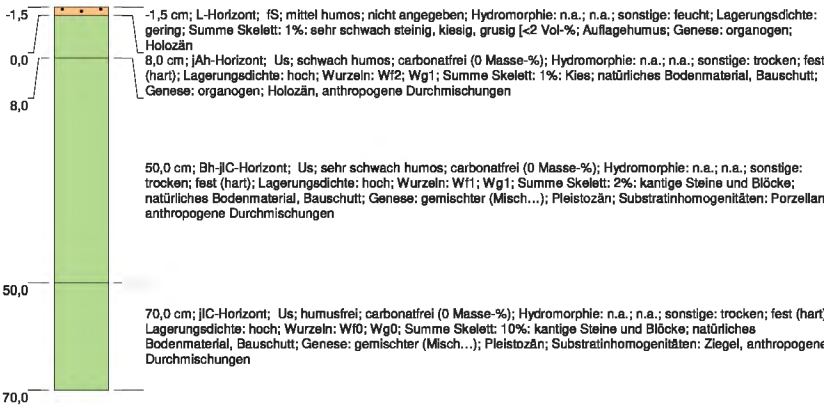 -1,5
-1,5 cm; L-Horizont; fS; mittel humos; nicht angegeben; Hydromorphie: n.a.; n.a.; sonstige: feucht; Lagerungsdichte:
gering; Summe Skelett: 1%: sehr schwach steinig, kiesig, grusig [<2 Vol-%; Auflagehumus; Genese: organogen;
Holozän
0,0
8,0 cm; jAh-Horizont; Us; schwach humos; carbonatfrei (0 Masse-%); Hydromorphie: n.a.; n.a.; sonstige: trocken; fest
(hart); Lagerungsdichte: hoch; Wurzeln: Wf2; Wg1; Summe Skelett: 1%: Kies; natürliches Bodenmaterial, Bauschutt;
Genese: organogen; Holozän, anthropogene Durchmischungen
8,0
50,0 cm; Bh-jlC-Horizont; Us; sehr schwach humos; carbonatfrei (0 Masse-%); Hydromorphie: n.a.; n.a.; sonstige:
trocken; fest (hart); Lagerungsdichte: hoch; Wurzeln: Wf1; Wg1; Summe Skelett: 2%: kantige Steine und Blöcke;
natürliches Bodenmaterial, Bauschutt; Genese: gemischter (Misch...); Pleistozän; Substratinhomogenitäten: Porzellan
anthropogene Durchmischungen
50,0
70,0 cm; jlC-Horizont; Us; humusfrei; carbonatfrei (0 Masse-%); Hydromorphie: n.a.; n.a.; sonstige: trocken; fest (hart)
Lagerungsdichte: hoch; Wurzeln: Wf0; Wg0; Summe Skelett: 10%: kantige Steine und Blöcke; natürliches
Bodenmaterial, Bauschutt; Genese: gemischter (Misch...); Pleistozän; Substratinhomogenitäten: Ziegel, anthropogene
Durchmischungen
70,0